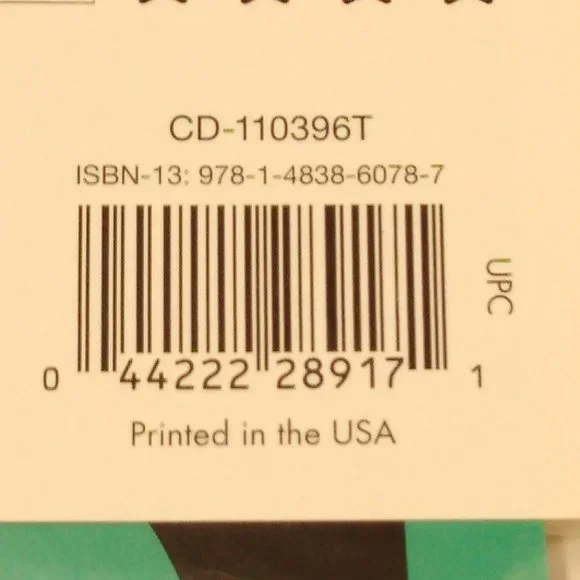 CD-110396T
ISBN-13: 978-1-4838-6078-7
UPC
0 44222 28917 1
Printed in the USA